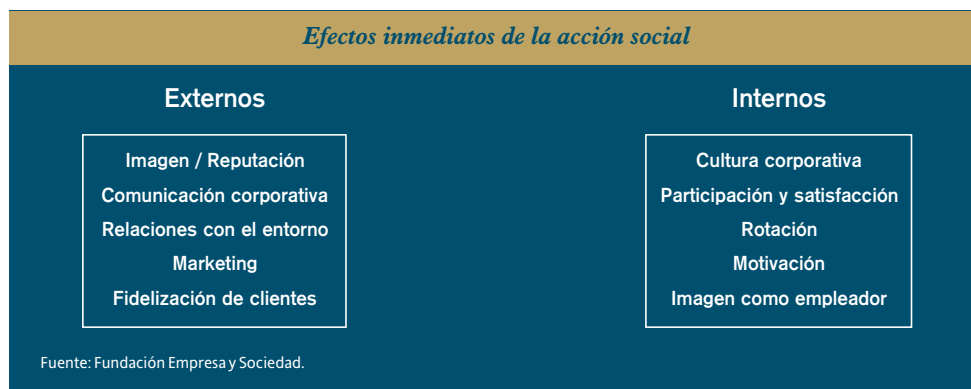 Efectos inmediatos de la acción social
Externos
Imagen / Reputación
Comunicación corporativa
Relaciones con el entorno
Marketing
Fidelización de clientes
Internos
Cultura corporativa
Participación y satisfacción
Rotación
Motivación
Imagen como empleador
Fuente: Fundación Empresa y Sociedad.